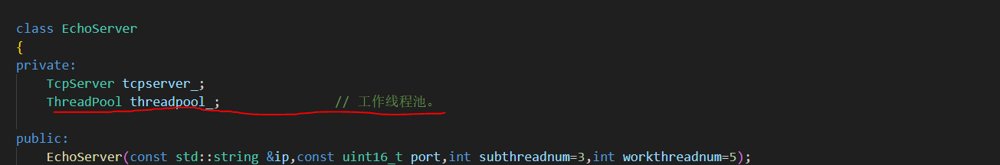 class EchoServer
{
private:
    TcpServer tcpserver_;
    ThreadPool threadpool_;                  // 工作线程池。
public:
    EchoServer(const std::string &ip,const uint16_t port,int subthreadnum=3,int workthreadnum=5);